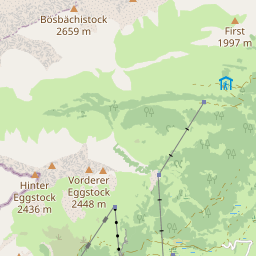 Bösbächistock
2659 m
First
1997 m
Hinter
Eggstock
2436 m
Vorderer
Eggstock
2448 m